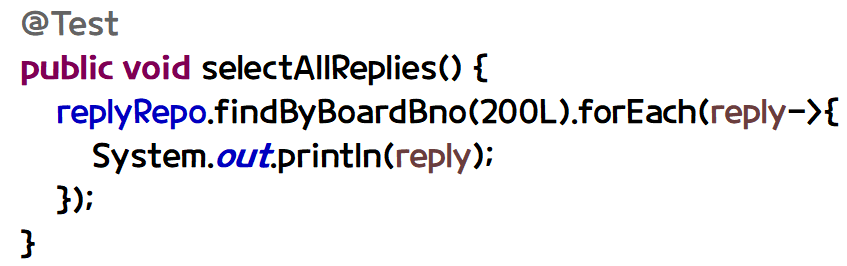 @Test
public void selectAllReplies() {
replyRepo.findByBoardBno(200L).forEach(reply->{
System.out.println(reply);
});
}